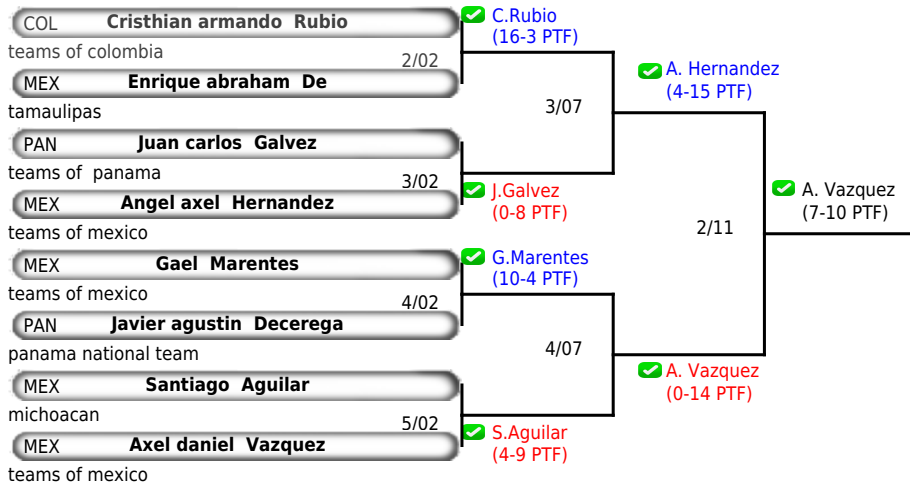 COL Cristhian armando Rubio
teams of colombia
2/02
MEX Enrique abraham De
tamaulipas
C.Rubio
(16-3 PTF)
PAN Juan carlos Galvez
teams of panama
3/02
MEX Angel axel Hernandez
teams of mexico
J.Galvez
(0-8 PTF)
3/07
A. Hernandez
(4-15 PTF)
MEX Gael Marentes
teams of mexico
4/02
PAN Javier agustin Decerega
panama national team
G.Marentes
(10-4 PTF)
MEX Santiago Aguilar
michoacan
5/02
MEX Axel daniel Vazquez
teams of mexico
S.Aguilar
(4-9 PTF)
4/07
A. Vazquez
(0-14 PTF)
2/11
A. Vazquez
(7-10 PTF)